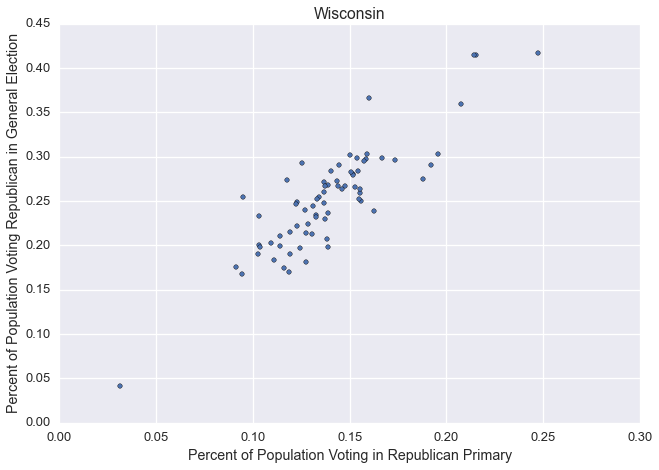 Wisconsin
Percent of Population Voting Republican in General Election
0.45
0.40
0.35
0.30
0.25
0.20
0.15
0.10
0.05
0.00
0.00 0.05 0.10 0.15 0.20 0.25 0.30
Percent of Population Voting in Republican Primary